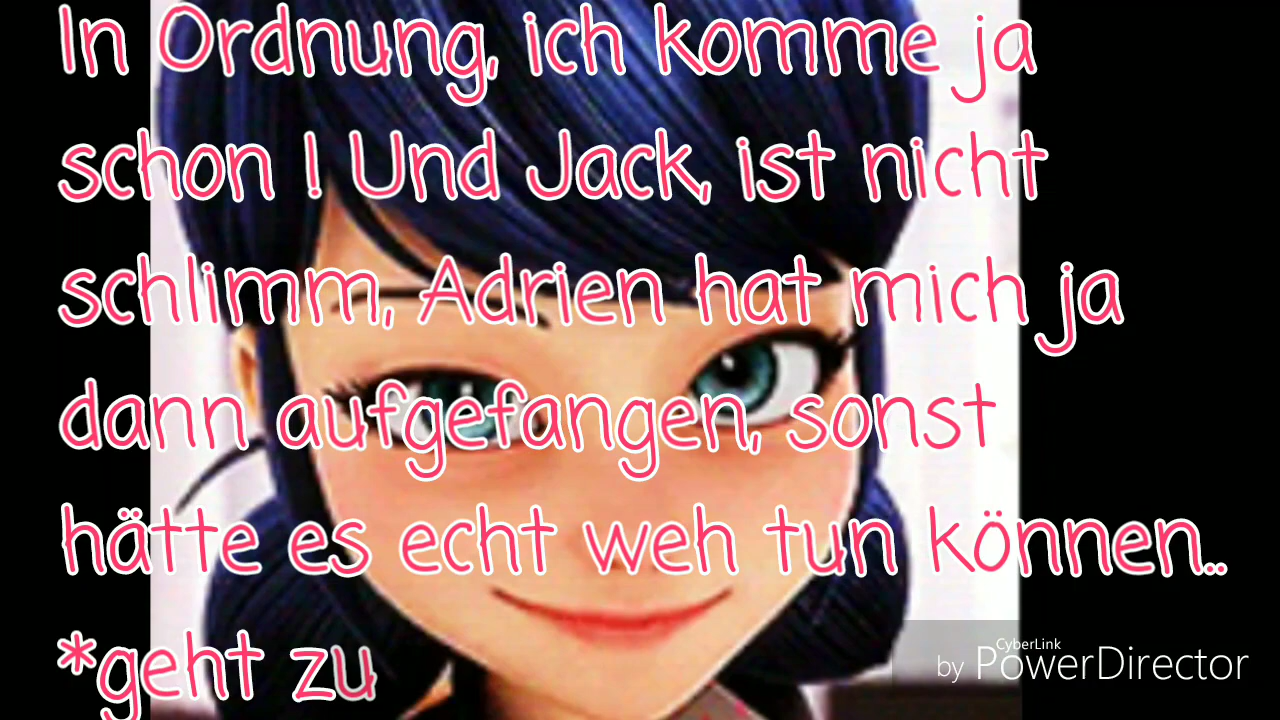 In Ordnung, ich komme ja
schon ! Und Jack, ist nicht
schlimm, Adrien hat mich ja
dann aufgefangen, sonst
hätte es echt weh tun können..
*geht zu
CyberLink
by PowerDirector